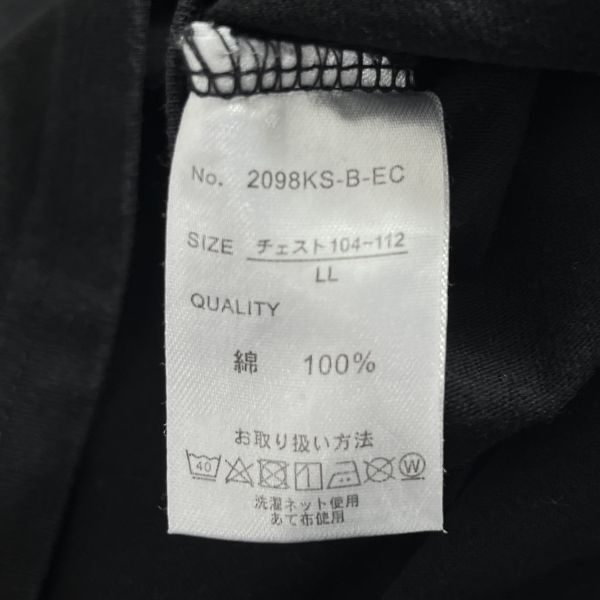 No. 2098KS-B-EC
SIZE チェスト104~112
LL
QUALITY
綿 100%
お取り扱い方法
40 W
洗濯ネット使用
あて布使用